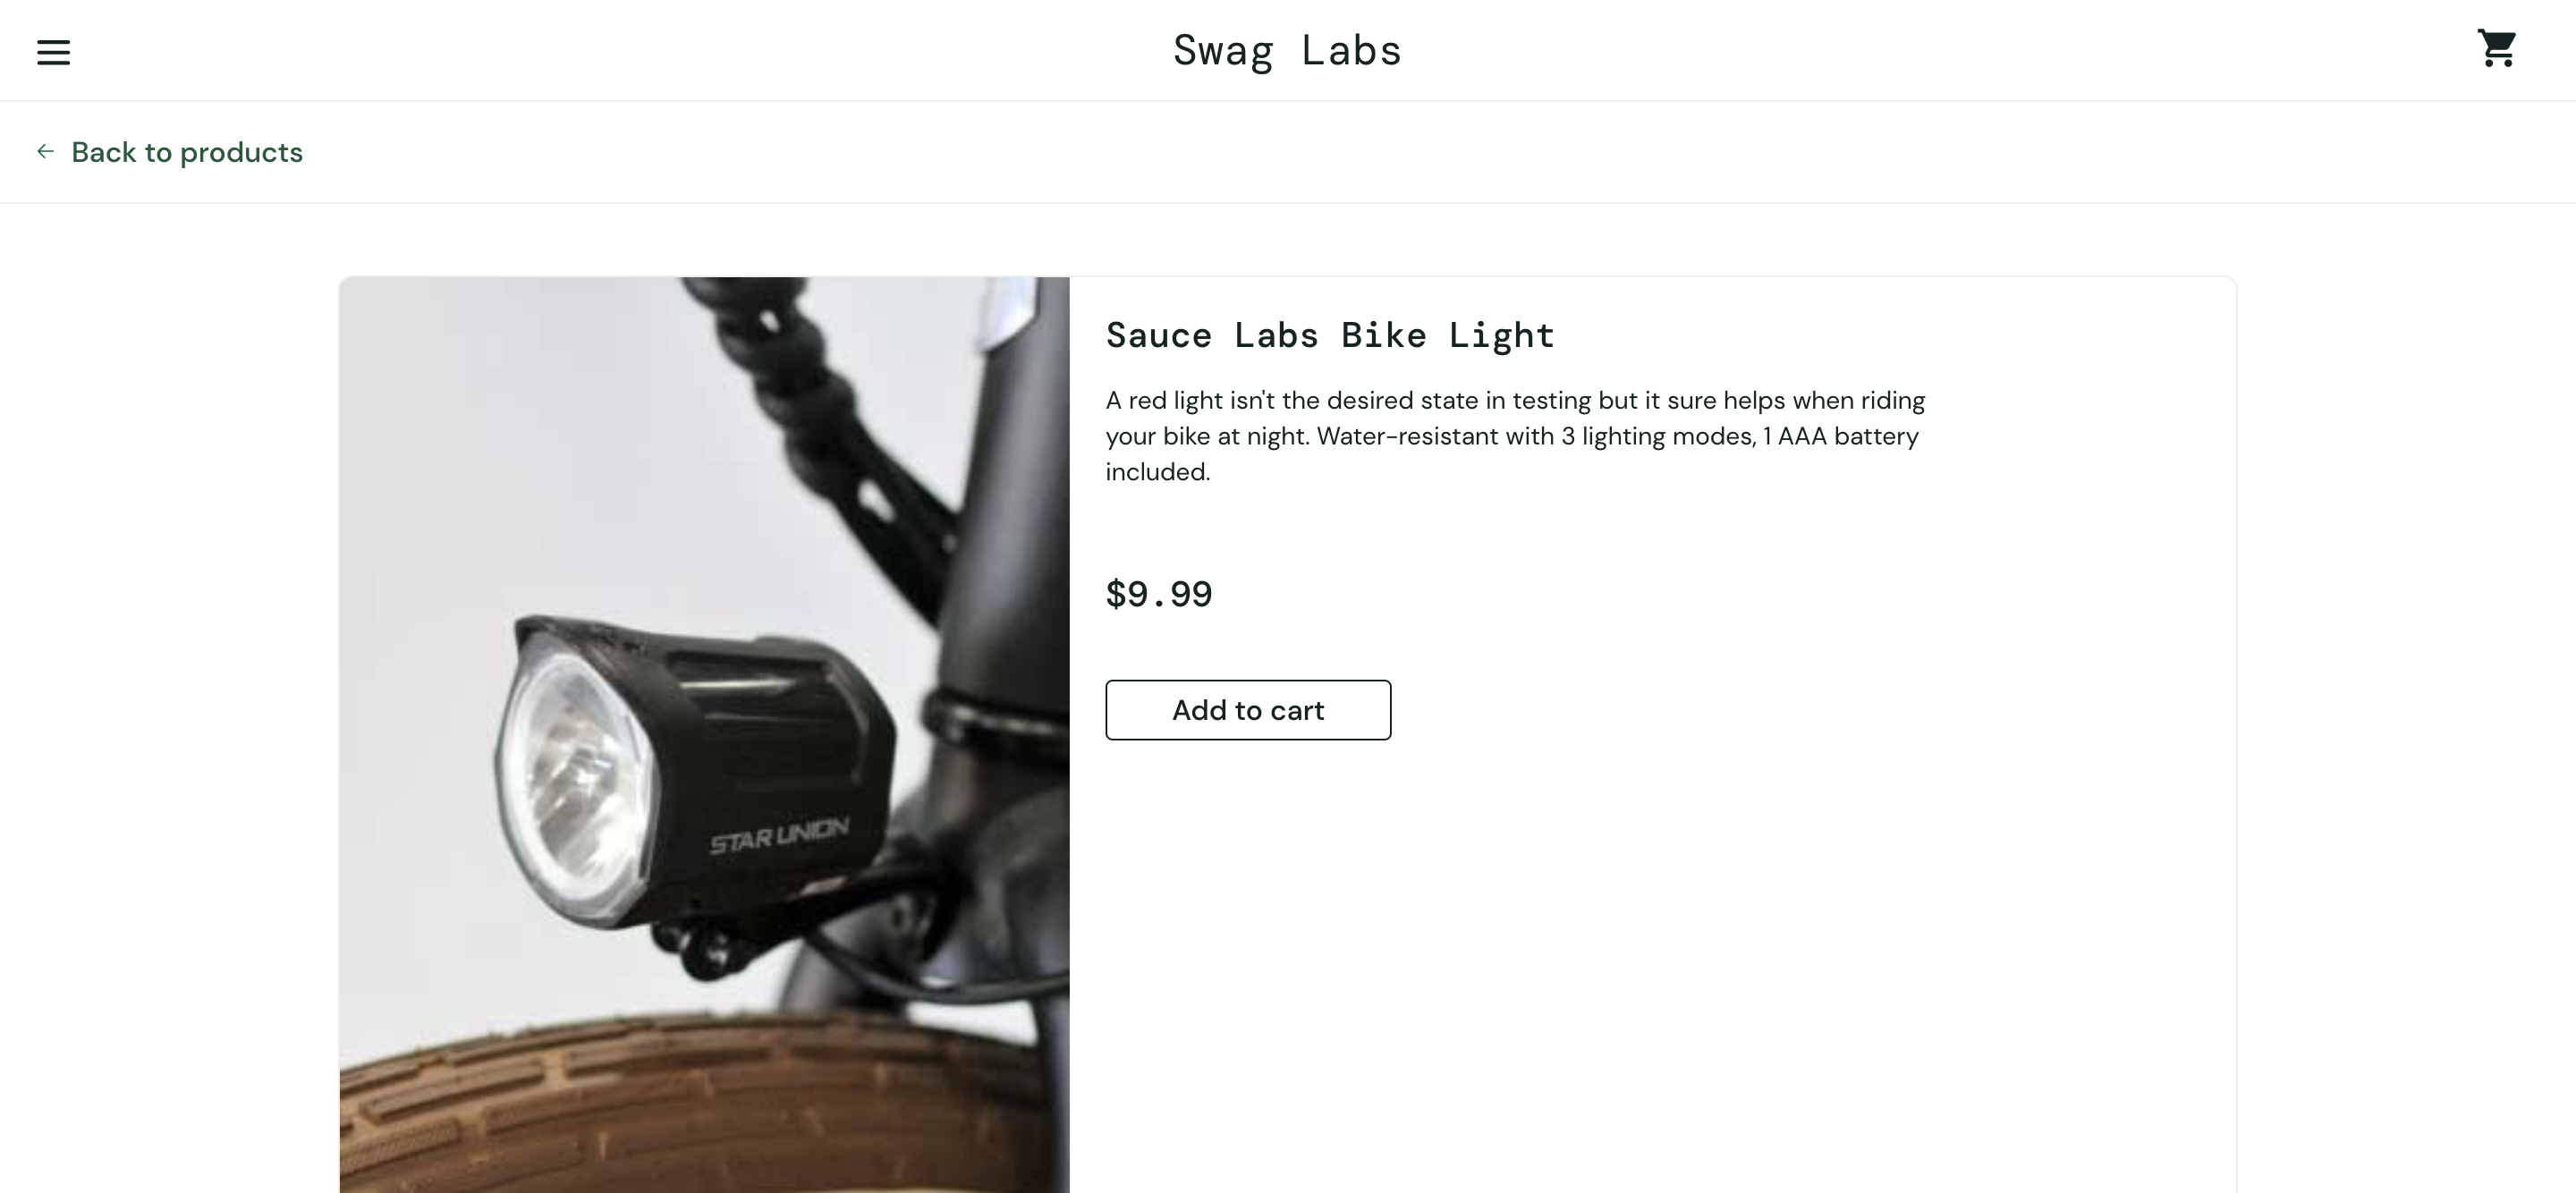 Swag Labs
Back to products
Sauce Labs Bike Light
A red light isn't the desired state in testing but it sure helps when riding
your bike at night. Water-resistant with 3 lighting modes, 1 AAA battery
included.
$9.99
Add to cart
STAR UNION